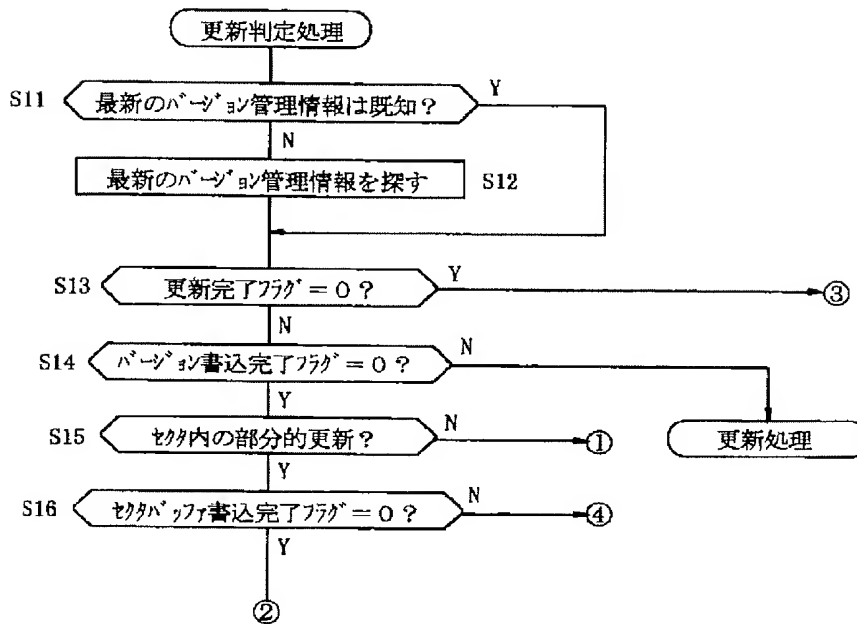 更新判定処理
S11 最新のﾊﾞｰｼﾞｮﾝ管理情報は既知？ Y
N
最新のﾊﾞｰｼﾞｮﾝ管理情報を探す S12
S13 更新完了ﾌﾗｸﾞ＝０？ Y
③
N
S14 ﾊﾞｰｼﾞｮﾝ書込完了ﾌﾗｸﾞ＝０？ N
Y
S15 ｾｸﾀ内の部分的更新？ N
① 更新処理
Y
S16 ｾｸﾀﾊﾞｯﾌｧ書込完了ﾌﾗｸﾞ＝０？ N
④
Y
②